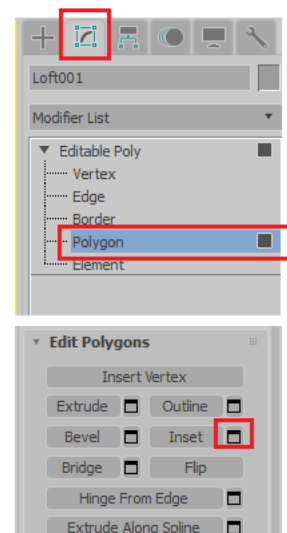 Loft001
Modifier List
Editable Poly
Vertex
Edge
Border
Polygon
Element
Edit Polygons
Insert Vertex
Extrude Outline
Bevel Inset
Bridge Flip
Hinge From Edge
Extrude Along Spline